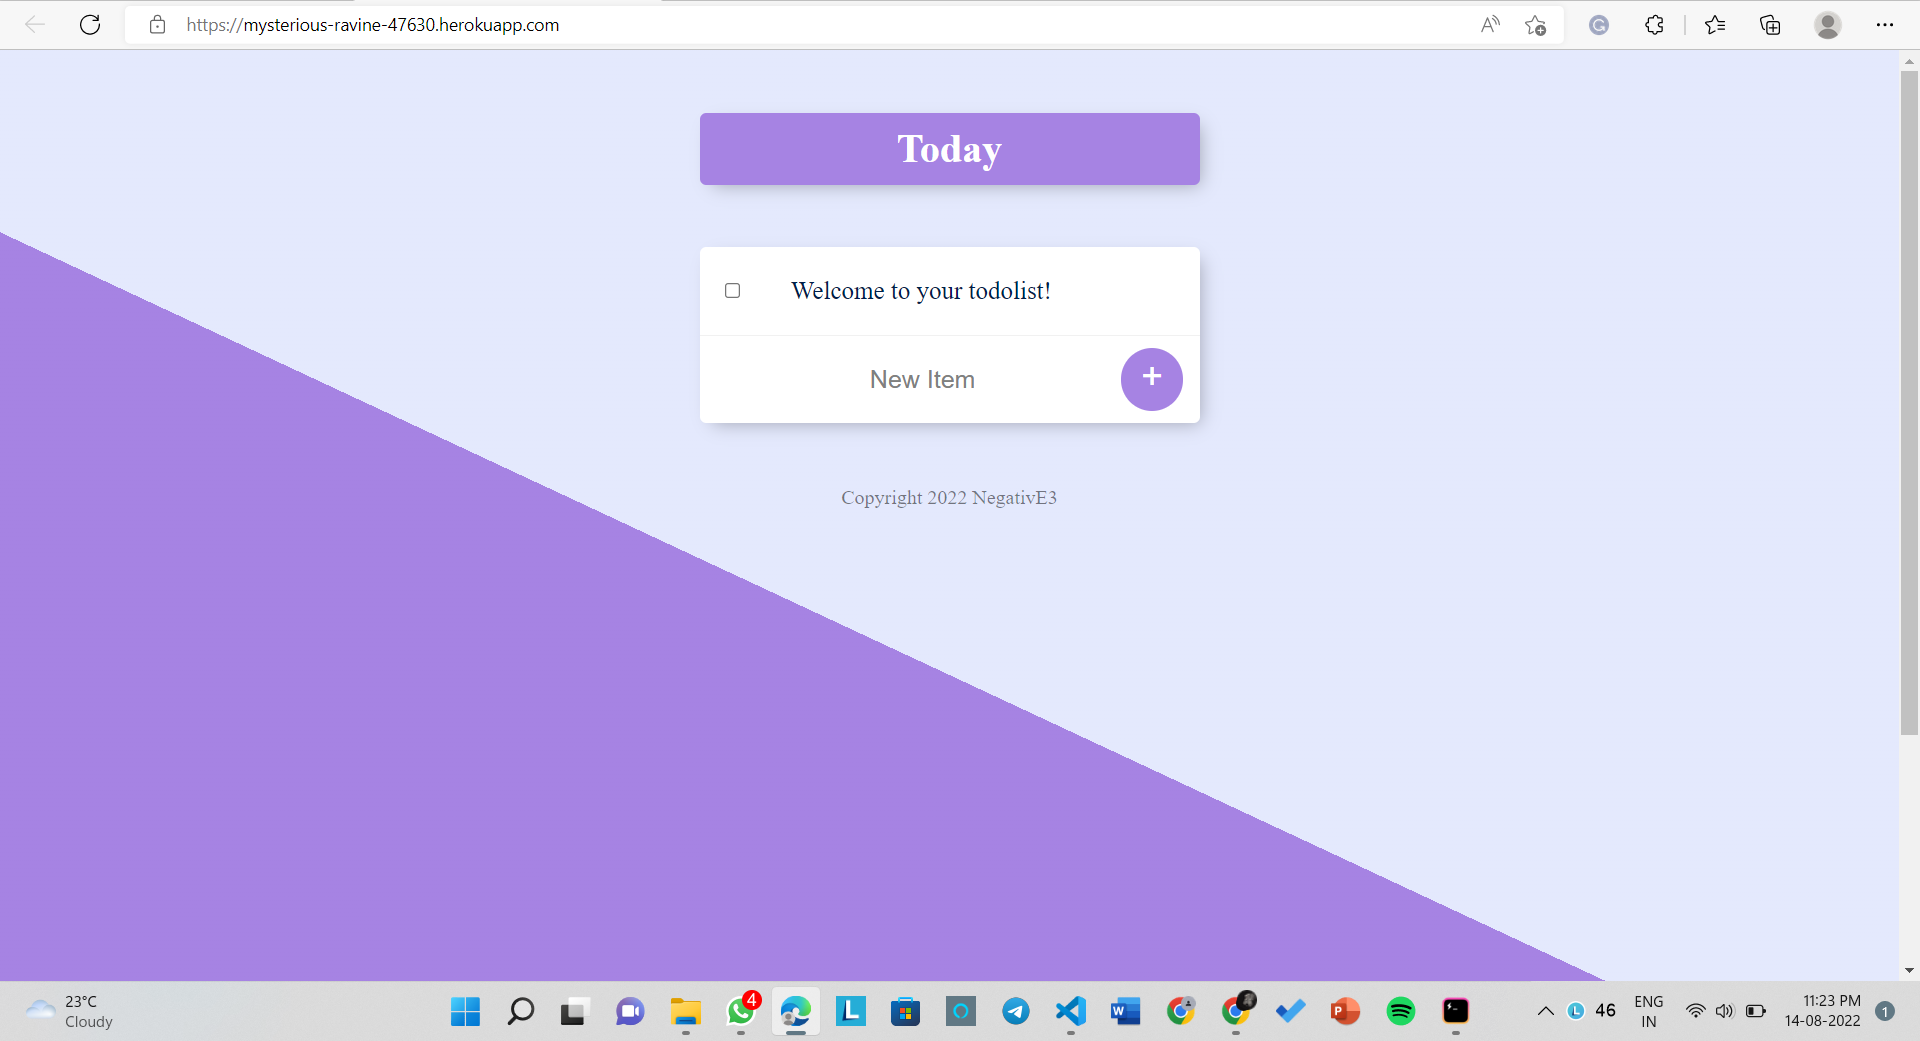 https://mysterious-ravine-47630.herokuapp.com
Today
Welcome to your todolist!
New Item
+
Copyright 2022 NegativE3
23°C
Cloudy
4
46
ENG
IN
11:23 PM
14-08-2022
1